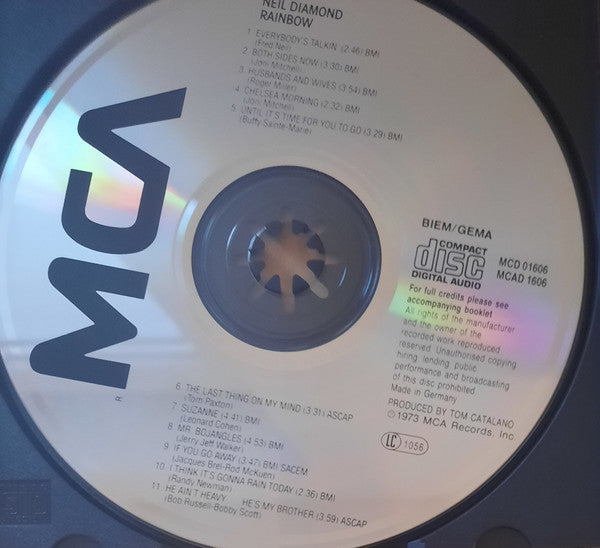 NEIL DIAMOND
RAINBOW
1 EVERYBODY'S TALKIN' (2:46) BMI
(Fred Neil)
2 BOTH SIDES NOW (3:30) BMI
(Joni Mitchell)
3 HUSBANDS AND WIVES (3:54) BMI
(Roger Miller)
4 CHELSEA MORNING (2:32) BMI
(Joni Mitchell)
5 UNTIL IT'S TIME FOR YOU TO GO (3:29) BMI
(Buffy Sainte-Marie)
MCA
R
BIEM/GEMA
COMPACT
disc
DIGITAL AUDIO
MCD 01606
MCAD 1606
For full credits please see
accompanying booklet
All rights of the manufacturer
and the owner of the
recorded work reproduced
reserved. Unauthorised copying
hiring, lending, public
performance and broadcasting
of this disc prohibited
Made in Germany
PRODUCED BY TOM CATALANO
℗1973 MCA Records, Inc.
LC 1056
6 THE LAST THING ON MY MIND (3:31) ASCAP
(Tom Paxton)
7 SUZANNE (4:41) BMI
(Leonard Cohen)
8 MR. BOJANGLES (4:53) BMI
(Jerry Jeff Walker)
9 IF YOU GO AWAY (3:47) BMI SACEM
(Jacques Brel-Rod McKuen)
10 I THINK IT'S GONNA RAIN TODAY (2:36) BMI
(Randy Newman)
11 HE AIN'T HEAVY HE'S MY BROTHER (3:59) ASCAP
(Bob Russell-Bobby Scott)